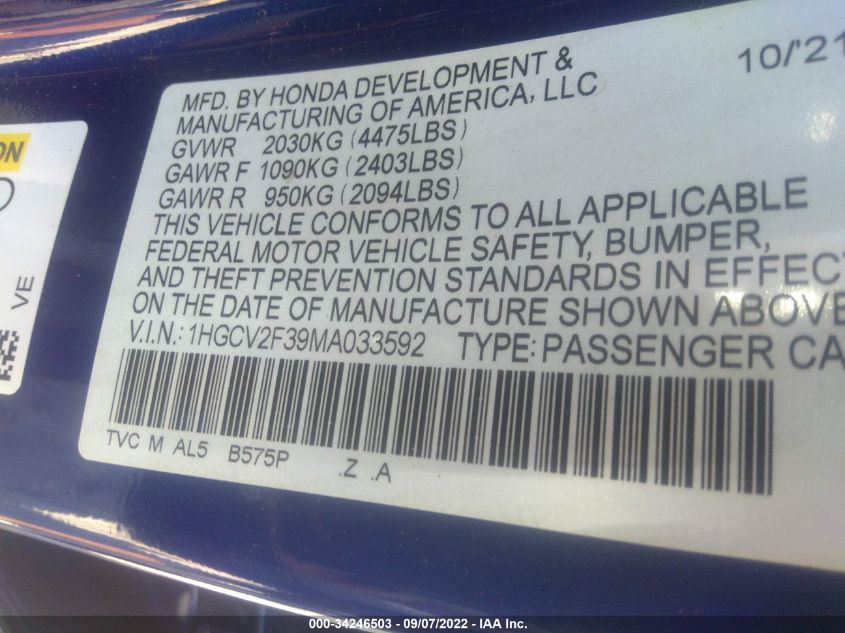 10/'21
MFD. BY HONDA DEVELOPMENT &
MANUFACTURING OF AMERICA, LLC
GVWR 2030KG (4475LBS)
GAWR F 1090KG (2403LBS)
GAWR R 950KG (2094LBS)
THIS VEHICLE CONFORMS TO ALL APPLICABLE
FEDERAL MOTOR VEHICLE SAFETY, BUMPER,
AND THEFT PREVENTION STANDARDS IN EFFECT
ON THE DATE OF MANUFACTURE SHOWN ABOVE
V.I.N.: 1HGCV2F39MA033592 TYPE: PASSENGER CA
TVC M AL5 B575P .Z .A
ON
VE
000-34246503 - 09/07/2022 - IAA Inc.